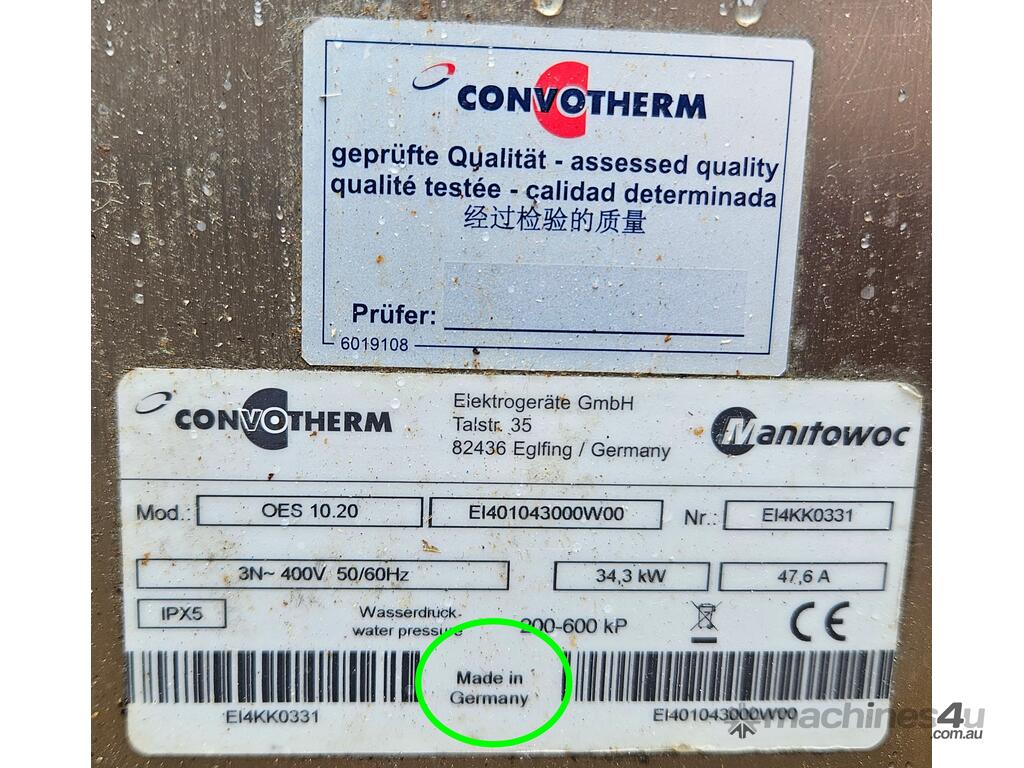 CONVOTHERM
geprüfte Qualität - assessed quality
qualité testée - calidad determinada
经过检验的质量
Prüfer:
6019108
CONVOTHERM
Elektrogeräte GmbH
Talstr. 35
82436 Eglfing / Germany
Manitowoc
Mod.: OES 10.20 EI401043000W00 Nr.: EI4KK0331
3N~ 400V 50/60Hz 34,3 kW 47,6 A
IPX5 Wasserdruck
water pressure 200-600 kP CE
Made in
Germany
EI4KK0331 EI401043000W00
machines4u
.com.au